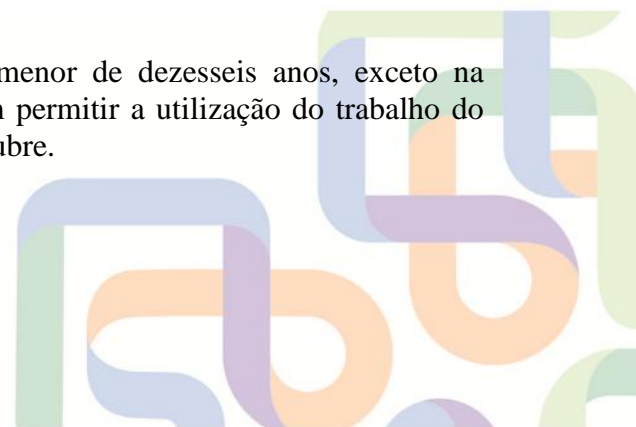 menor de dezesseis anos, exceto na
permitir a utilização do trabalho do
ubre.